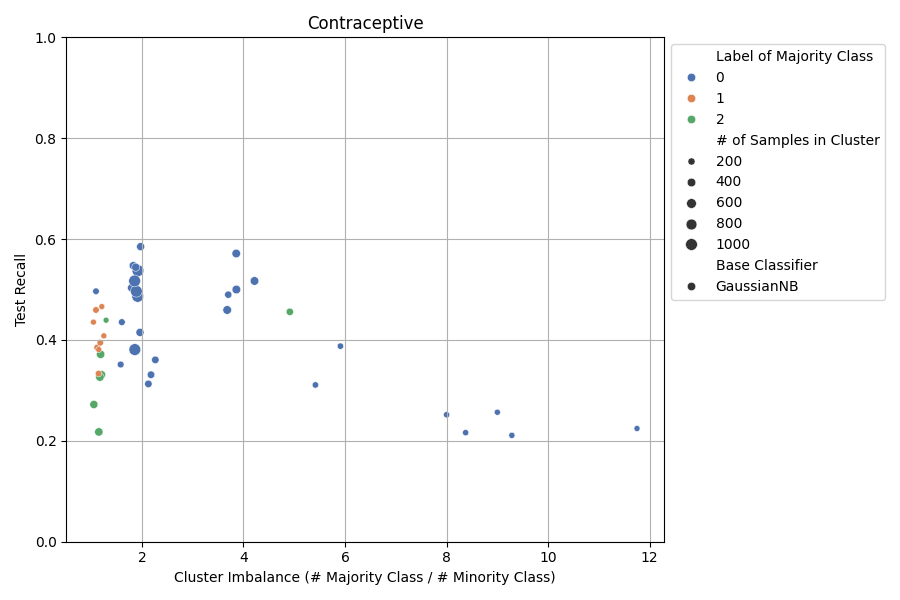 Contraceptive
1.0
0.8
0.6
0.4
0.2
0.0
Test Recall
2
4
6
8
10
12
Cluster Imbalance (# Majority Class / # Minority Class)
Label of Majority Class
0
1
2
# of Samples in Cluster
200
400
600
800
1000
Base Classifier
GaussianNB